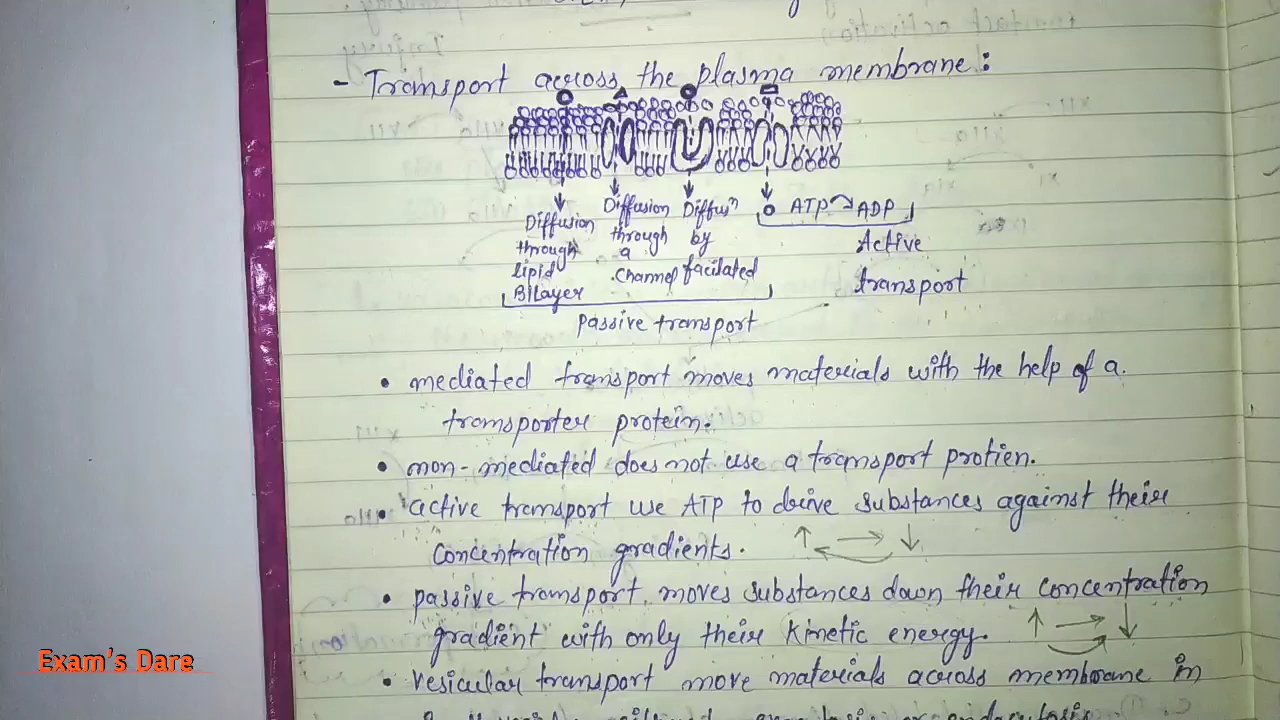 - Transport across the plasma membrane :
Diffusion
through
lipid
Bilayer
Diffusion
through
a
channel
Diffusⁿ
by
facilated
ATP ADP
Active
transport
passive transport
• mediated transport moves materials with the help of a.
transporter protein.
• non-mediated does not use a transport protien.
• active transport use ATP to drive substances against their
concentration gradients.
• passive transport moves substances down their concentration
gradient with only their kinetic energy.
• vesicular transport move materials across membrane in
Exam's Dare